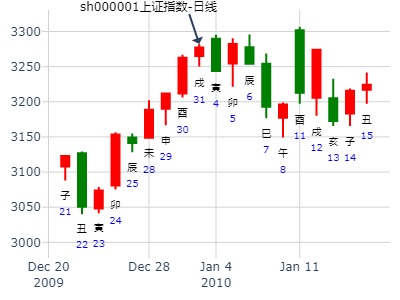 sh000001上证指数-日线
3300
3250
3200
3150
3100
3050
3000
子
21
丑
22
寅
23
卯
24
辰
25
未
28
申
29
酉
30
戌
31
寅
4
卯
5
辰
6
巳
7
午
8
酉
11
戌
12
亥
13
子
14
丑
15
Dec 20
2009
Dec 28
Jan 4
2010
Jan 11